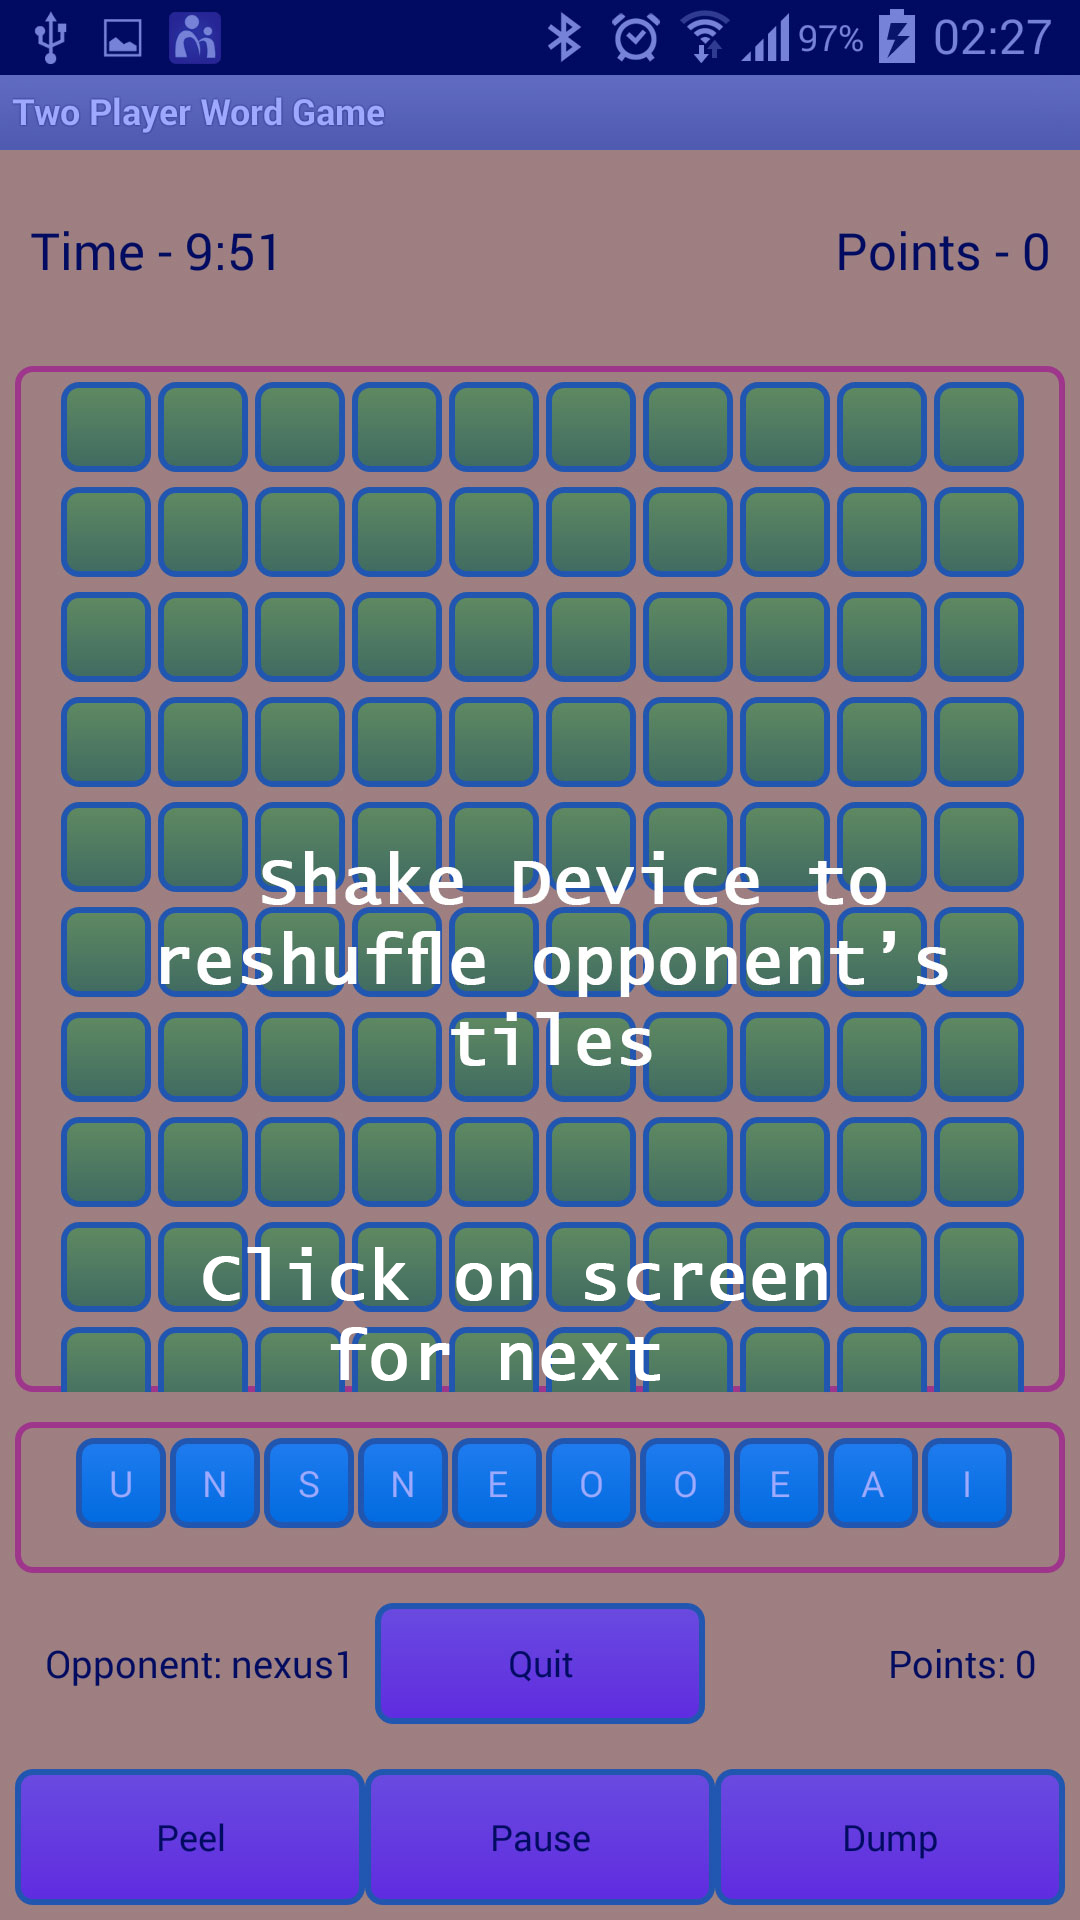 97% 02:27
Two Player Word Game
Time - 9:51 Points - 0
Shake Device to
reshuffle opponent’s
tiles
Click on screen
for next
U N S N E O O E A I
Opponent: nexus1 Quit Points: 0
Peel Pause Dump